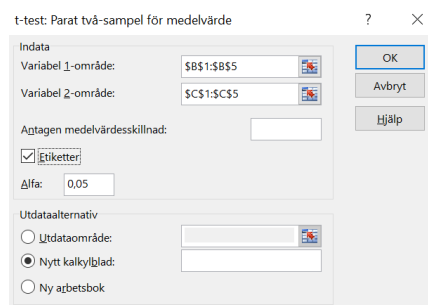 t-test: Parat två-sampel för medelvärde ? ×
Indata
Variabel 1-område: $B$1:$B$5
Variabel 2-område: $C$1:$C$5
Antagen medelvärdesskillnad:
Etiketter
Alfa: 0,05
OK
Avbryt
Hjälp
Utdataalternativ
Utdataområde:
Nytt kalkylblad:
Ny arbetsbok